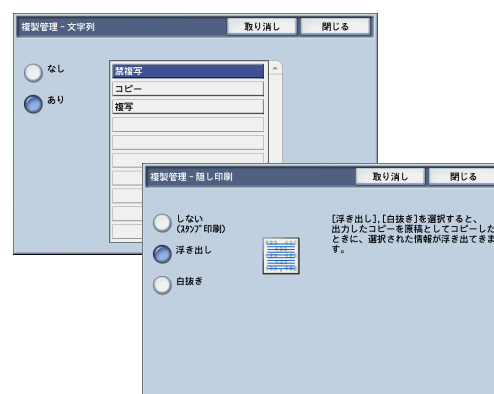 複製管理 - 文字列
取り消し
閉じる
なし
あり
禁複写
コピー
複写
複製管理 - 隠し印刷
取り消し
閉じる
しない
(ｽﾀﾝﾌﾟ印刷)
浮き出し
白抜き
[浮き出し],[白抜き]を選択すると、
出力したコピーを原稿としてコピーした
ときに、選択された情報が浮き出てきま
す。